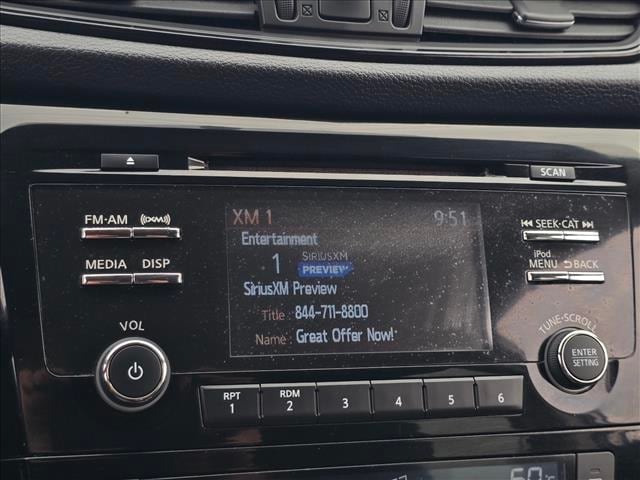 SCAN
FM·AM XM
MEDIA DISP
VOL
XM 1 9:51
Entertainment
1 SIRIUSXM
PREVIEW
SiriusXM Preview
Title : 844-711-8800
Name : Great Offer Now!
SEEK·CAT
iPod
MENU BACK
TUNE·SCROLL
ENTER
SETTING
RPT
1
RDM
2
3
4
5
6
60°C